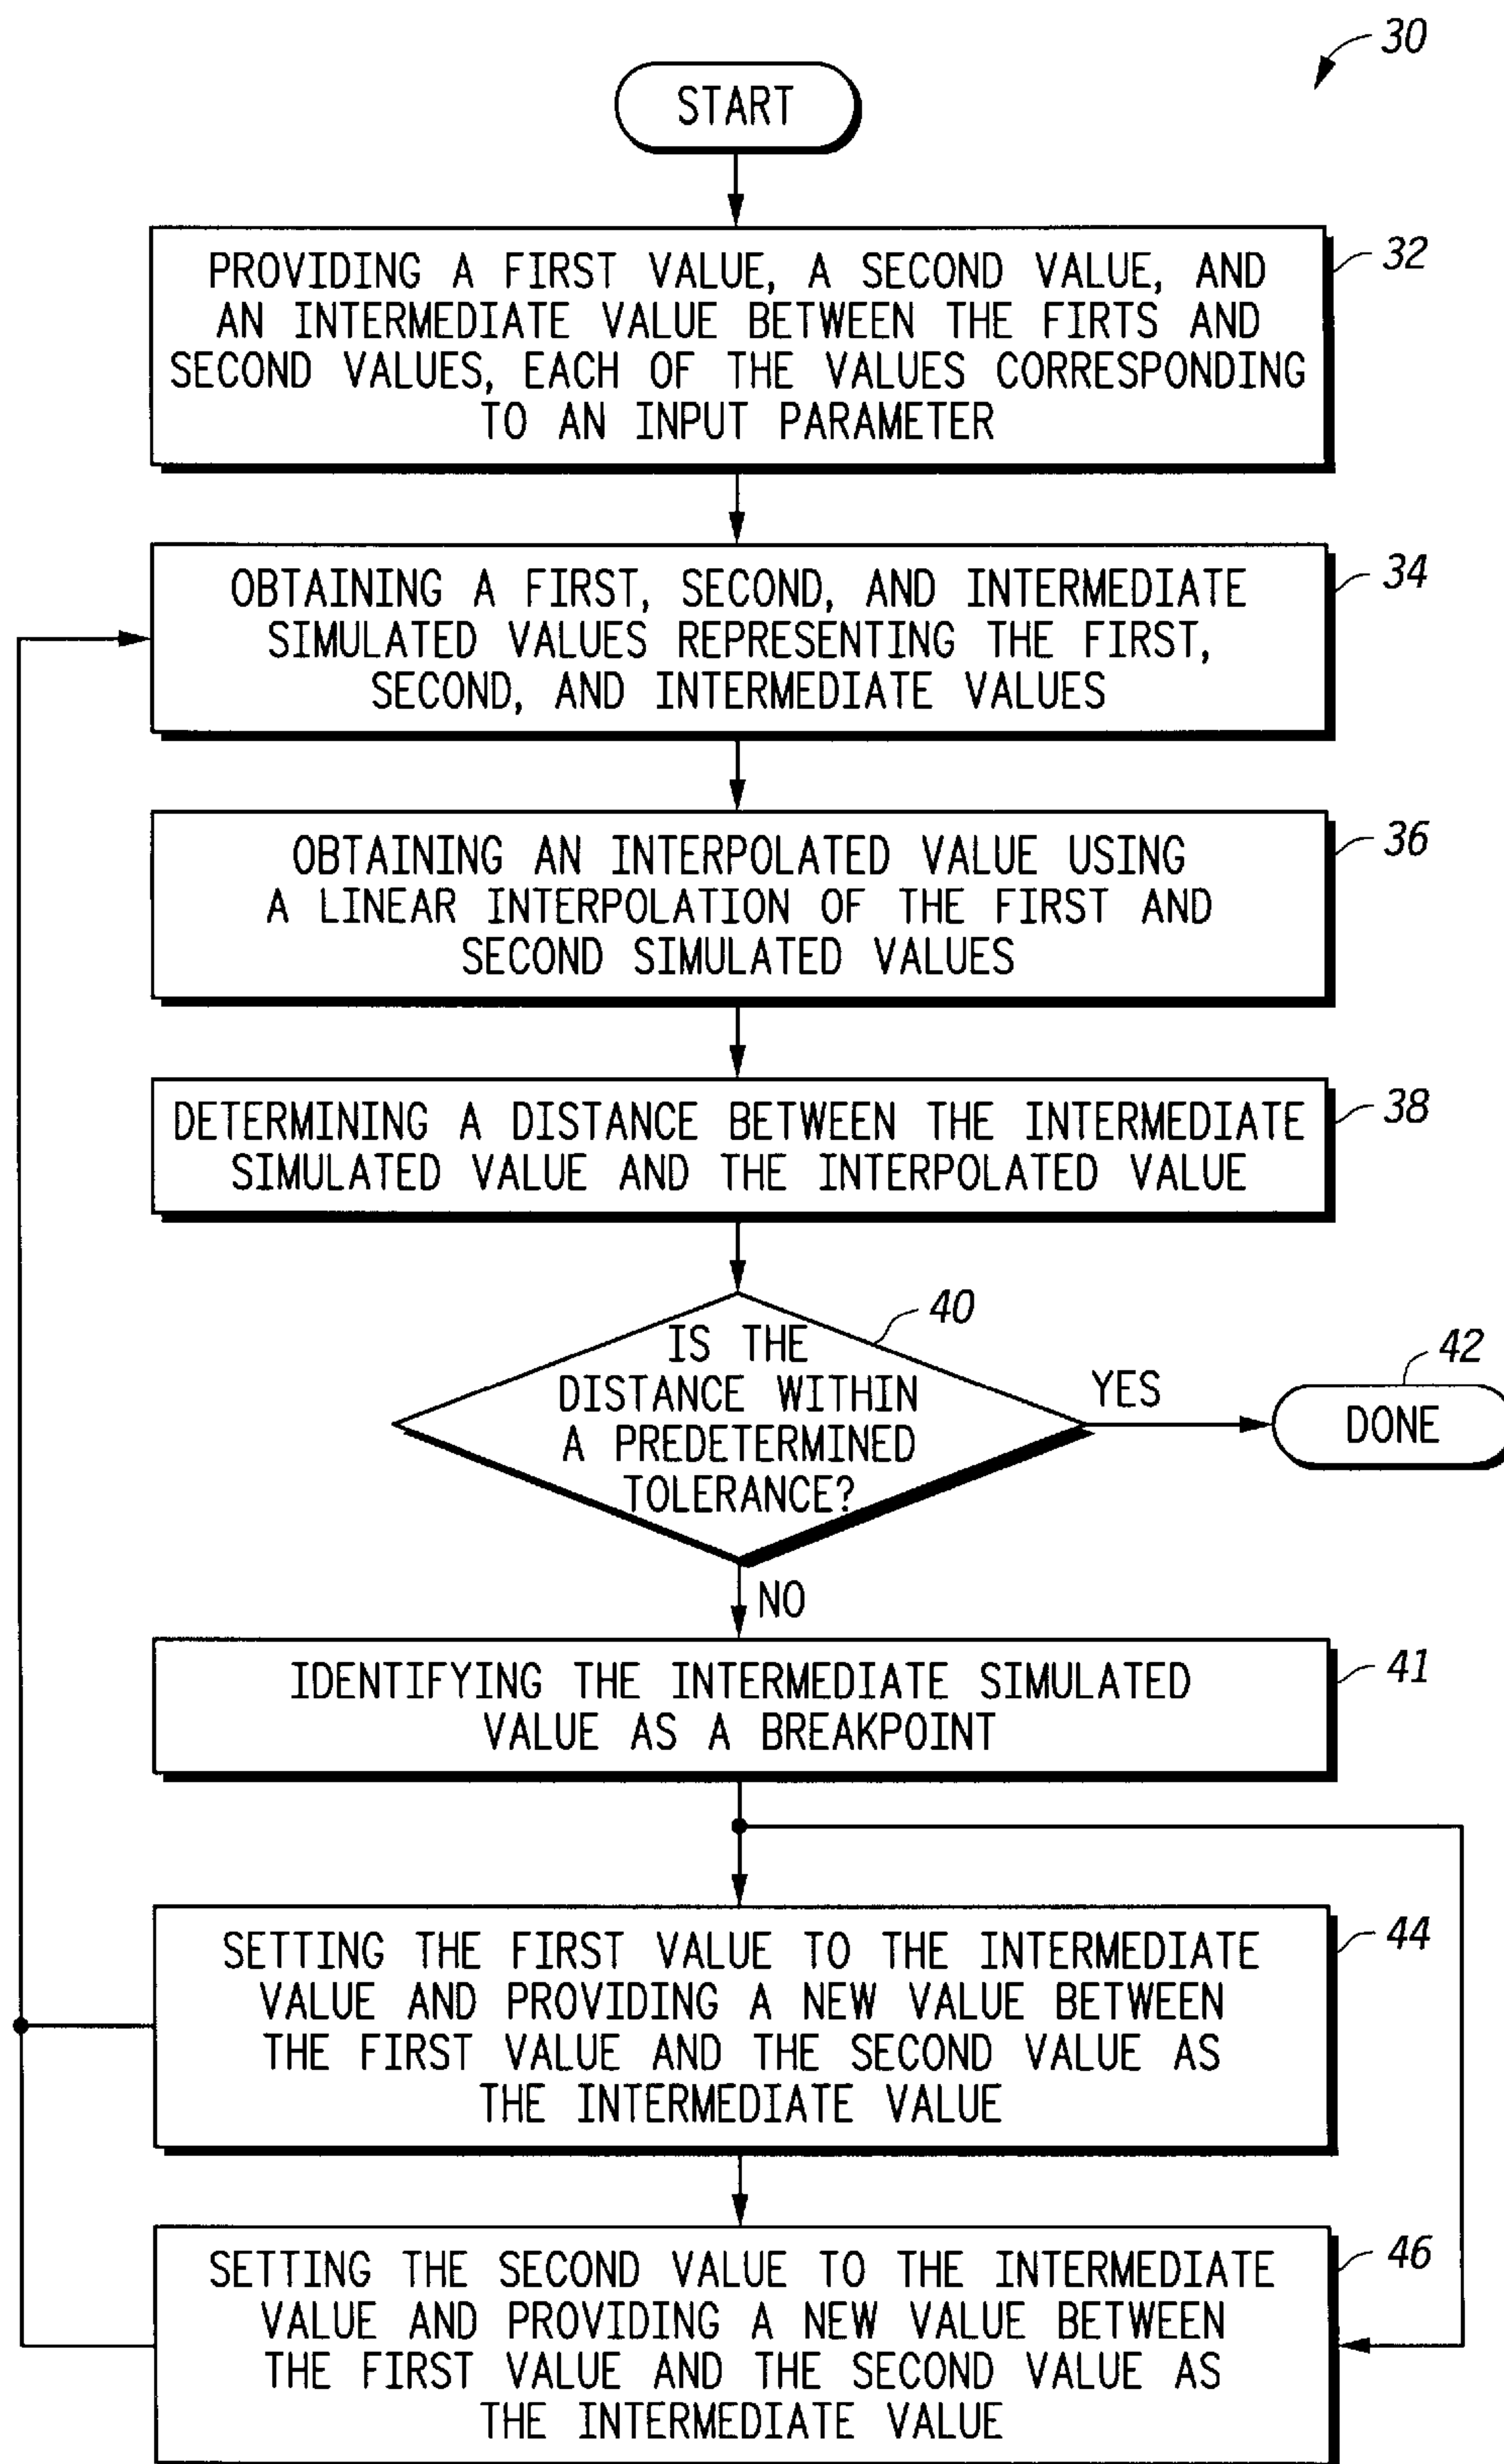 30
START
PROVIDING A FIRST VALUE, A SECOND VALUE, AND
AN INTERMEDIATE VALUE BETWEEN THE FIRTS AND
SECOND VALUES, EACH OF THE VALUES CORRESPONDING
TO AN INPUT PARAMETER
32
OBTAINING A FIRST, SECOND, AND INTERMEDIATE
SIMULATED VALUES REPRESENTING THE FIRST,
SECOND, AND INTERMEDIATE VALUES
34
OBTAINING AN INTERPOLATED VALUE USING
A LINEAR INTERPOLATION OF THE FIRST AND
SECOND SIMULATED VALUES
36
DETERMINING A DISTANCE BETWEEN THE INTERMEDIATE
SIMULATED VALUE AND THE INTERPOLATED VALUE
38
IS THE
DISTANCE WITHIN
A PREDETERMINED
TOLERANCE?
40
YES
DONE
42
NO
IDENTIFYING THE INTERMEDIATE SIMULATED
VALUE AS A BREAKPOINT
41
SETTING THE FIRST VALUE TO THE INTERMEDIATE
VALUE AND PROVIDING A NEW VALUE BETWEEN
THE FIRST VALUE AND THE SECOND VALUE AS
THE INTERMEDIATE VALUE
44
SETTING THE SECOND VALUE TO THE INTERMEDIATE
VALUE AND PROVIDING A NEW VALUE BETWEEN
THE FIRST VALUE AND THE SECOND VALUE AS
THE INTERMEDIATE VALUE
46